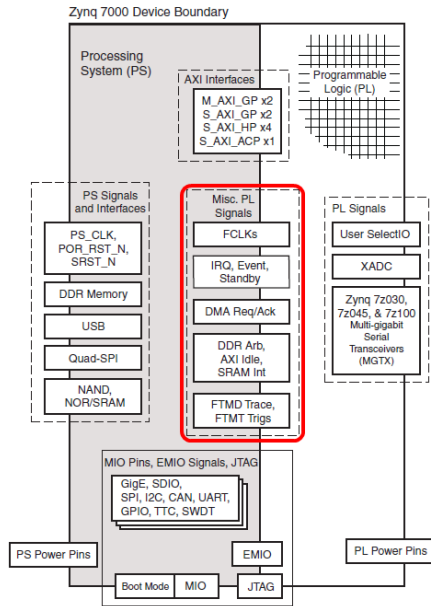 Zynq 7000 Device Boundary
Processing
System (PS)
AXI Interfaces
M_AXI_GP x2
S_AXI_GP x2
S_AXI_HP x4
S_AXI_ACP x1
Programmable
Logic (PL)
PS Signals
and Interfaces
PS_CLK,
POR_RST_N,
SRST_N
DDR Memory
USB
Quad-SPI
NAND,
NOR/SRAM
Misc. PL
Signals
FCLKs
IRQ, Event,
Standby
DMA Req/Ack
DDR Arb,
AXI Idle,
SRAM Int
FTMD Trace,
FTMT Trigs
PL Signals
User SelectIO
XADC
Zynq 7z030,
7z045, & 7z100
Multi-gigabit
Serial
Transceivers
(MGTX)
MIO Pins, EMIO Signals, JTAG
GigE, SDIO,
SPI, I2C, CAN, UART,
GPIO, TTC, SWDT
EMIO
PS Power Pins
PL Power Pins
Boot Mode
MIO
JTAG